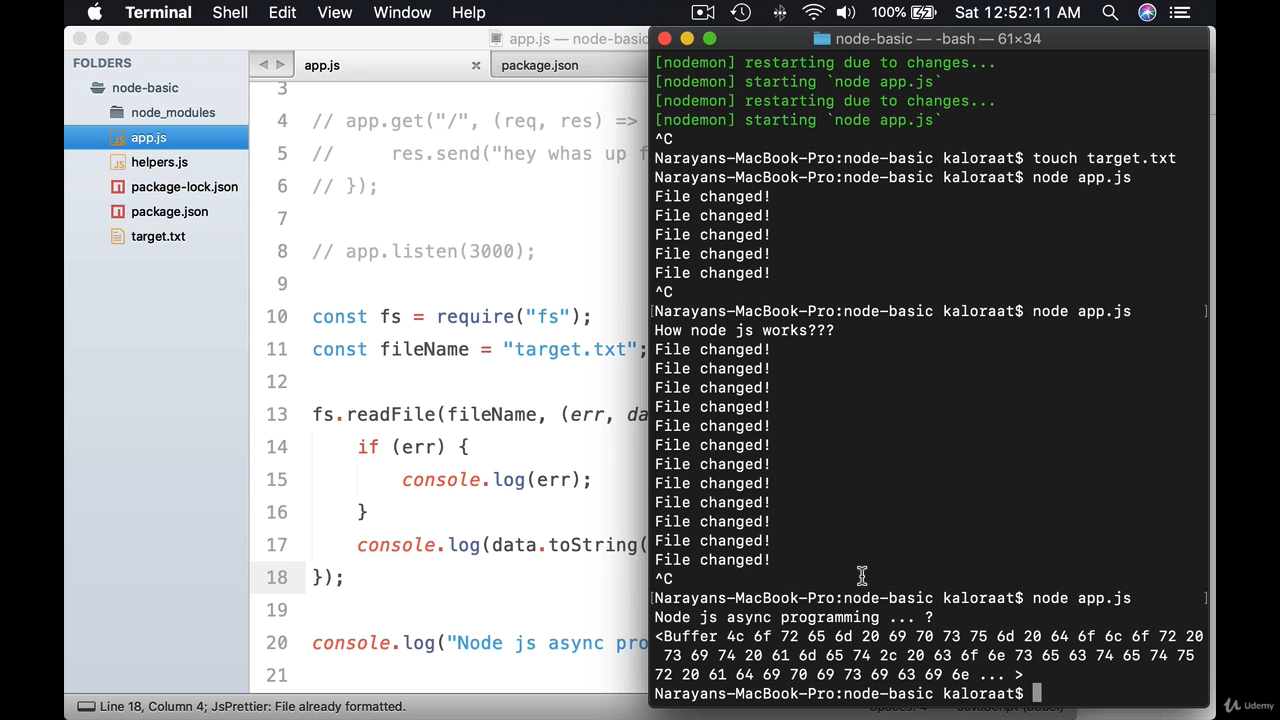 Terminal Shell Edit View Window Help 100% Sat 12:52:11 AM
app.js — node-basic
node-basic — -bash — 61×34
FOLDERS
node-basic
node_modules
app.js
helpers.js
package-lock.json
package.json
target.txt
app.js × package.json
3
4 // app.get("/", (req, res) =>
5 //     res.send("hey whas up f
6 // });
7
8 // app.listen(3000);
9
10 const fs = require("fs");
11 const fileName = "target.txt";
12
13 fs.readFile(fileName, (err, da
14     if (err) {
15         console.log(err);
16     }
17     console.log(data.toString(
18 });
19
20 console.log("Node js async pro
21
[nodemon] restarting due to changes...
[nodemon] starting `node app.js`
[nodemon] restarting due to changes...
[nodemon] starting `node app.js`
^C
Narayans-MacBook-Pro:node-basic kaloraat$ touch target.txt
Narayans-MacBook-Pro:node-basic kaloraat$ node app.js
File changed!
File changed!
File changed!
File changed!
File changed!
^C
[Narayans-MacBook-Pro:node-basic kaloraat$ node app.js ]
How node js works???
File changed!
File changed!
File changed!
File changed!
File changed!
File changed!
File changed!
File changed!
File changed!
File changed!
File changed!
File changed!
^C
[Narayans-MacBook-Pro:node-basic kaloraat$ node app.js ]
Node js async programming ... ?
<Buffer 4c 6f 72 65 6d 20 69 70 73 75 6d 20 64 6f 6c 6f 72 20
73 69 74 20 61 6d 65 74 2c 20 63 6f 6e 73 65 63 74 65 74 75
72 20 61 64 69 70 69 73 69 63 69 6e ... >
Narayans-MacBook-Pro:node-basic kaloraat$
Line 18, Column 4; JsPrettier: File already formatted.
Udemy